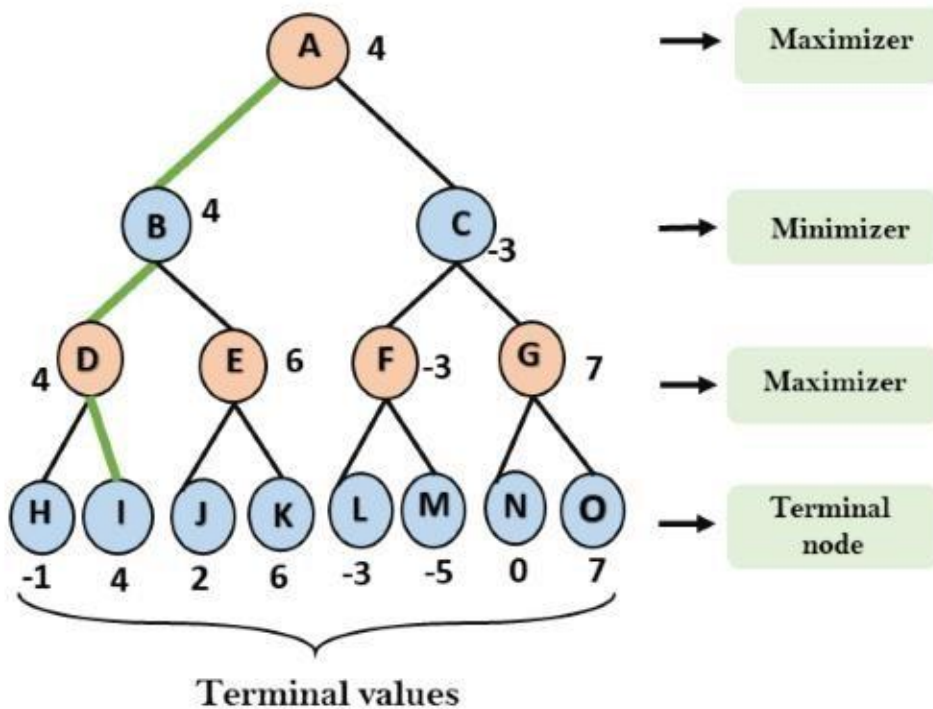 A 4
Maximizer
B 4
C -3
Minimizer
4 D
E 6
F -3
G 7
Maximizer
H I J K L M N O
-1 4 2 6 -3 -5 0 7
Terminal
node
Terminal values